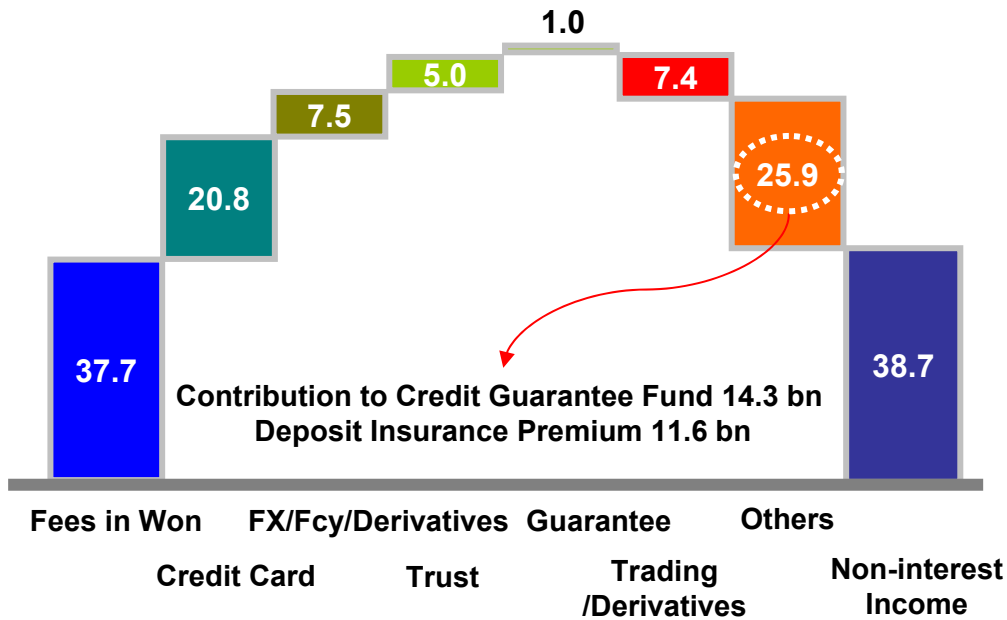 1.0
5.0
7.4
7.5
25.9
20.8
37.7
38.7
Contribution to Credit Guarantee Fund 14.3 bn
Deposit Insurance Premium 11.6 bn
Fees in Won
Credit Card
FX/Fcy/Derivatives
Trust
Guarantee
Trading
/Derivatives
Others
Non-interest
Income